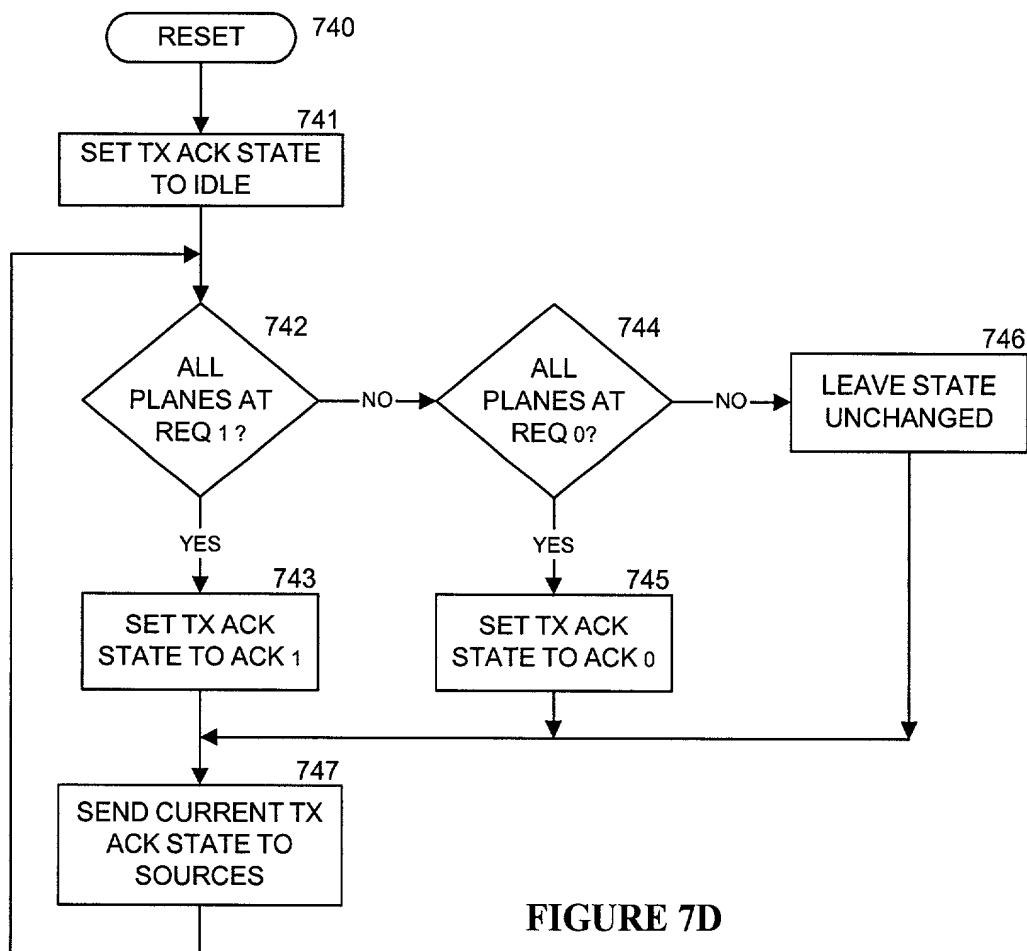 RESET
740
741
SET TX ACK STATE
TO IDLE
742
ALL
PLANES AT
REQ 1 ?
NO
744
ALL
PLANES AT
REQ 0?
NO
746
LEAVE STATE
UNCHANGED
YES
743
SET TX ACK
STATE TO ACK 1
YES
745
SET TX ACK
STATE TO ACK 0
747
SEND CURRENT TX
ACK STATE TO
SOURCES
FIGURE 7D